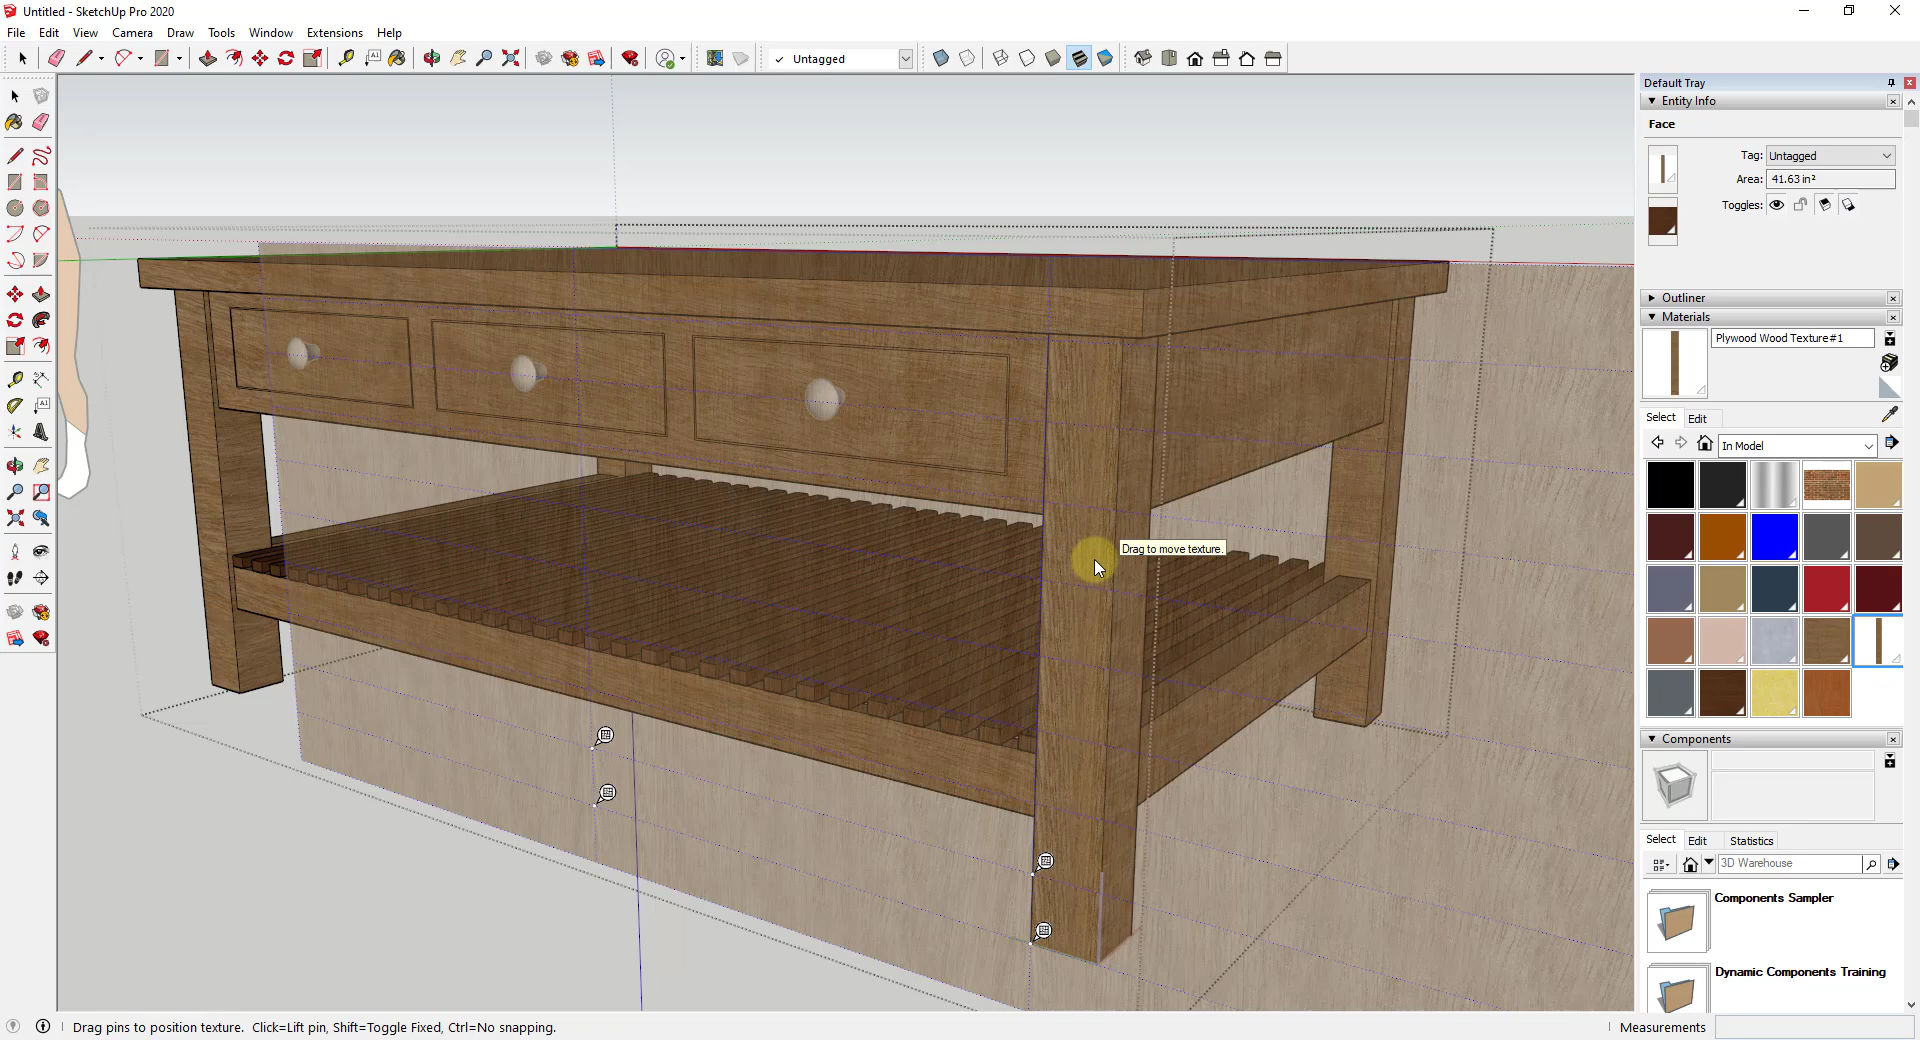 Untitled - SketchUp Pro 2020
File Edit View Camera Draw Tools Window Extensions Help
Untagged
Default Tray
Entity Info
Face
Tag: Untagged
Area: 41.63 in²
Toggles:
Outliner
Materials
Plywood Wood Texture#1
Select Edit
In Model
Drag to move texture.
Components
Select Edit Statistics
3D Warehouse
Components Sampler
Dynamic Components Training
Drag pins to position texture. Click=Lift pin, Shift=Toggle Fixed, Ctrl=No snapping.
Measurements